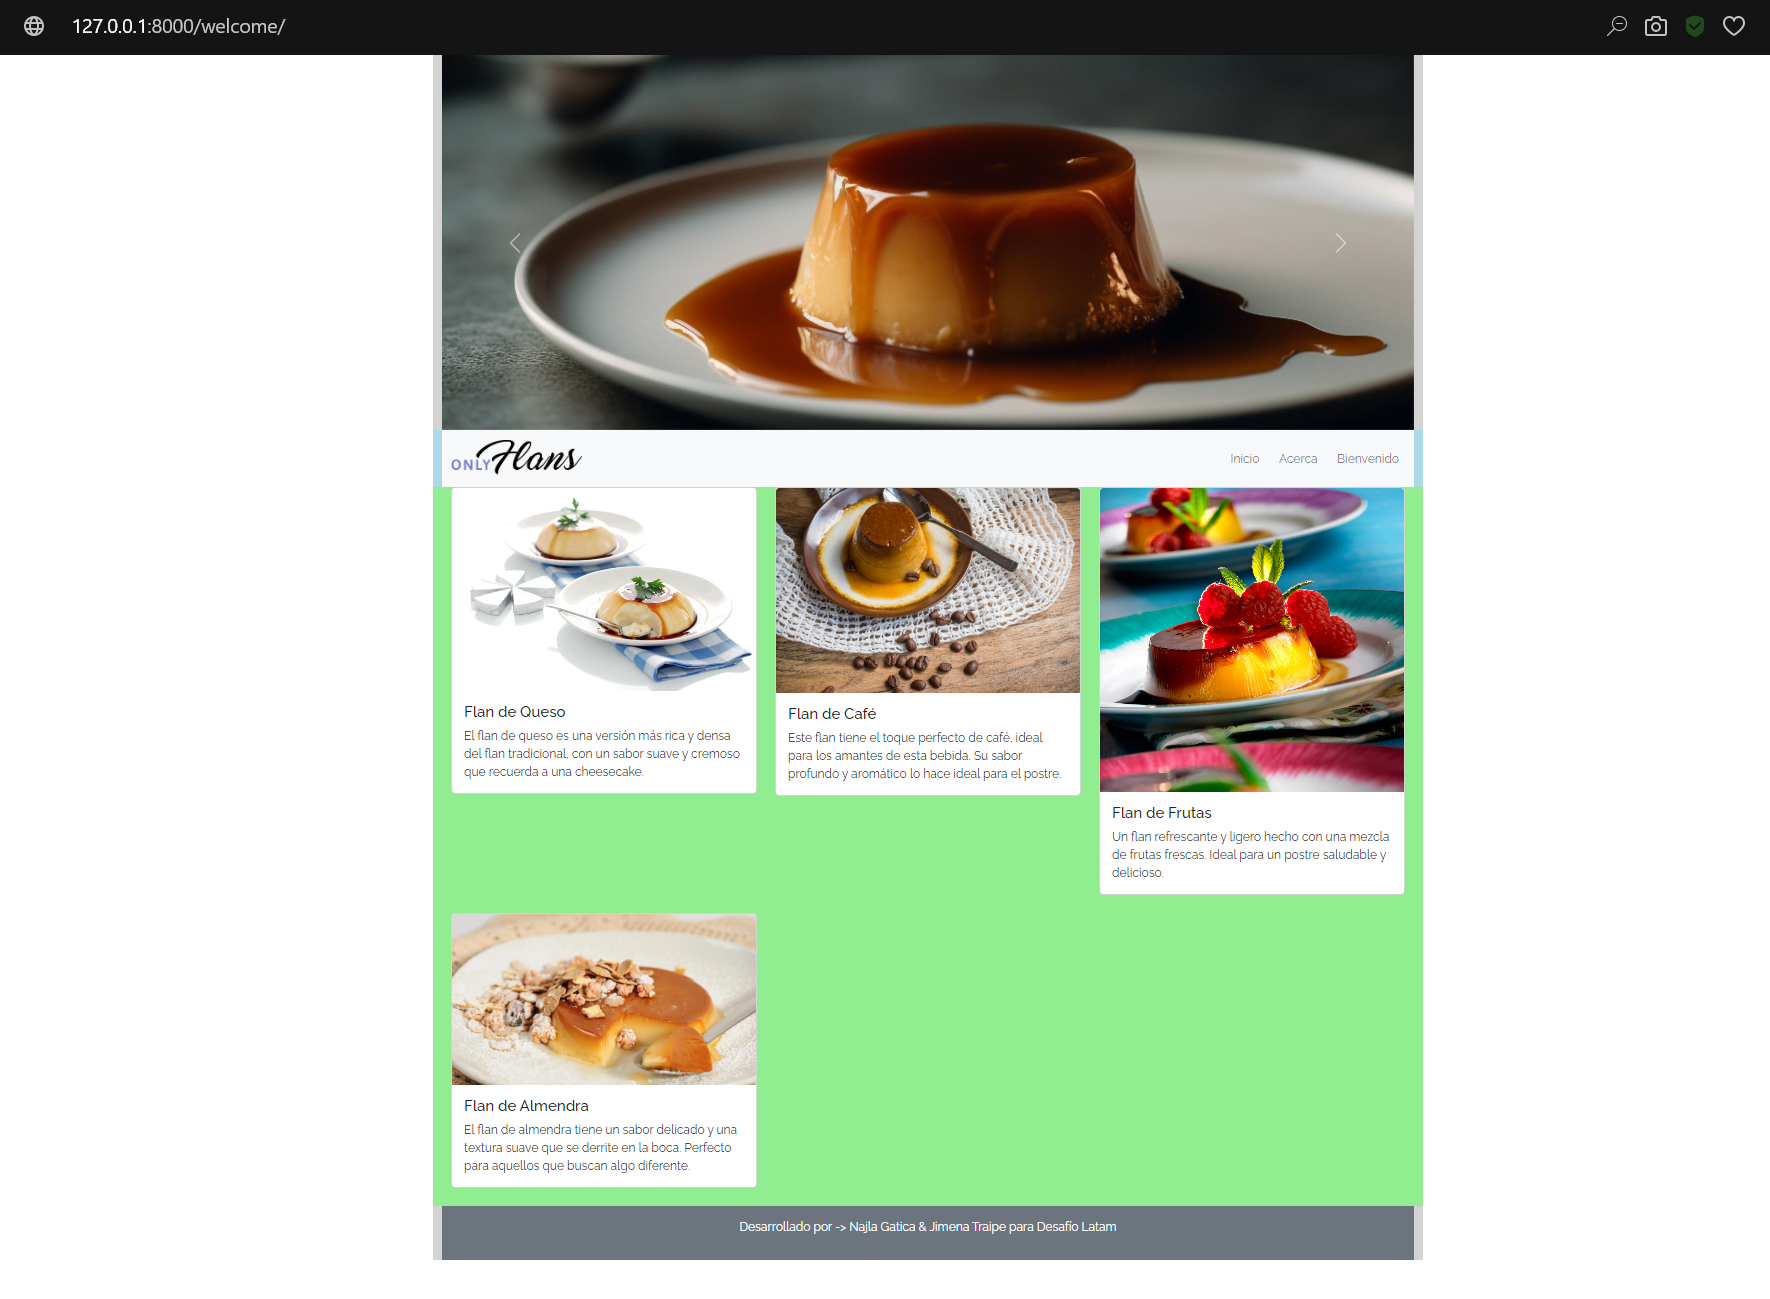 127.0.0.1:8000/welcome/
ONLY Flans
Inicio Acerca Bienvenido
Flan de Queso
El flan de queso es una versión más rica y densa
del flan tradicional, con un sabor suave y cremoso
que recuerda a una cheesecake.
Flan de Café
Este flan tiene el toque perfecto de café, ideal
para los amantes de esta bebida. Su sabor
profundo y aromático lo hace ideal para el postre.
Flan de Frutas
Un flan refrescante y ligero hecho con una mezcla
de frutas frescas. Ideal para un postre saludable y
delicioso.
Flan de Almendra
El flan de almendra tiene un sabor delicado y una
textura suave que se derrite en la boca. Perfecto
para aquellos que buscan algo diferente.
Desarrollado por -> Najla Gatica & Jimena Traipe para Desafío Latam